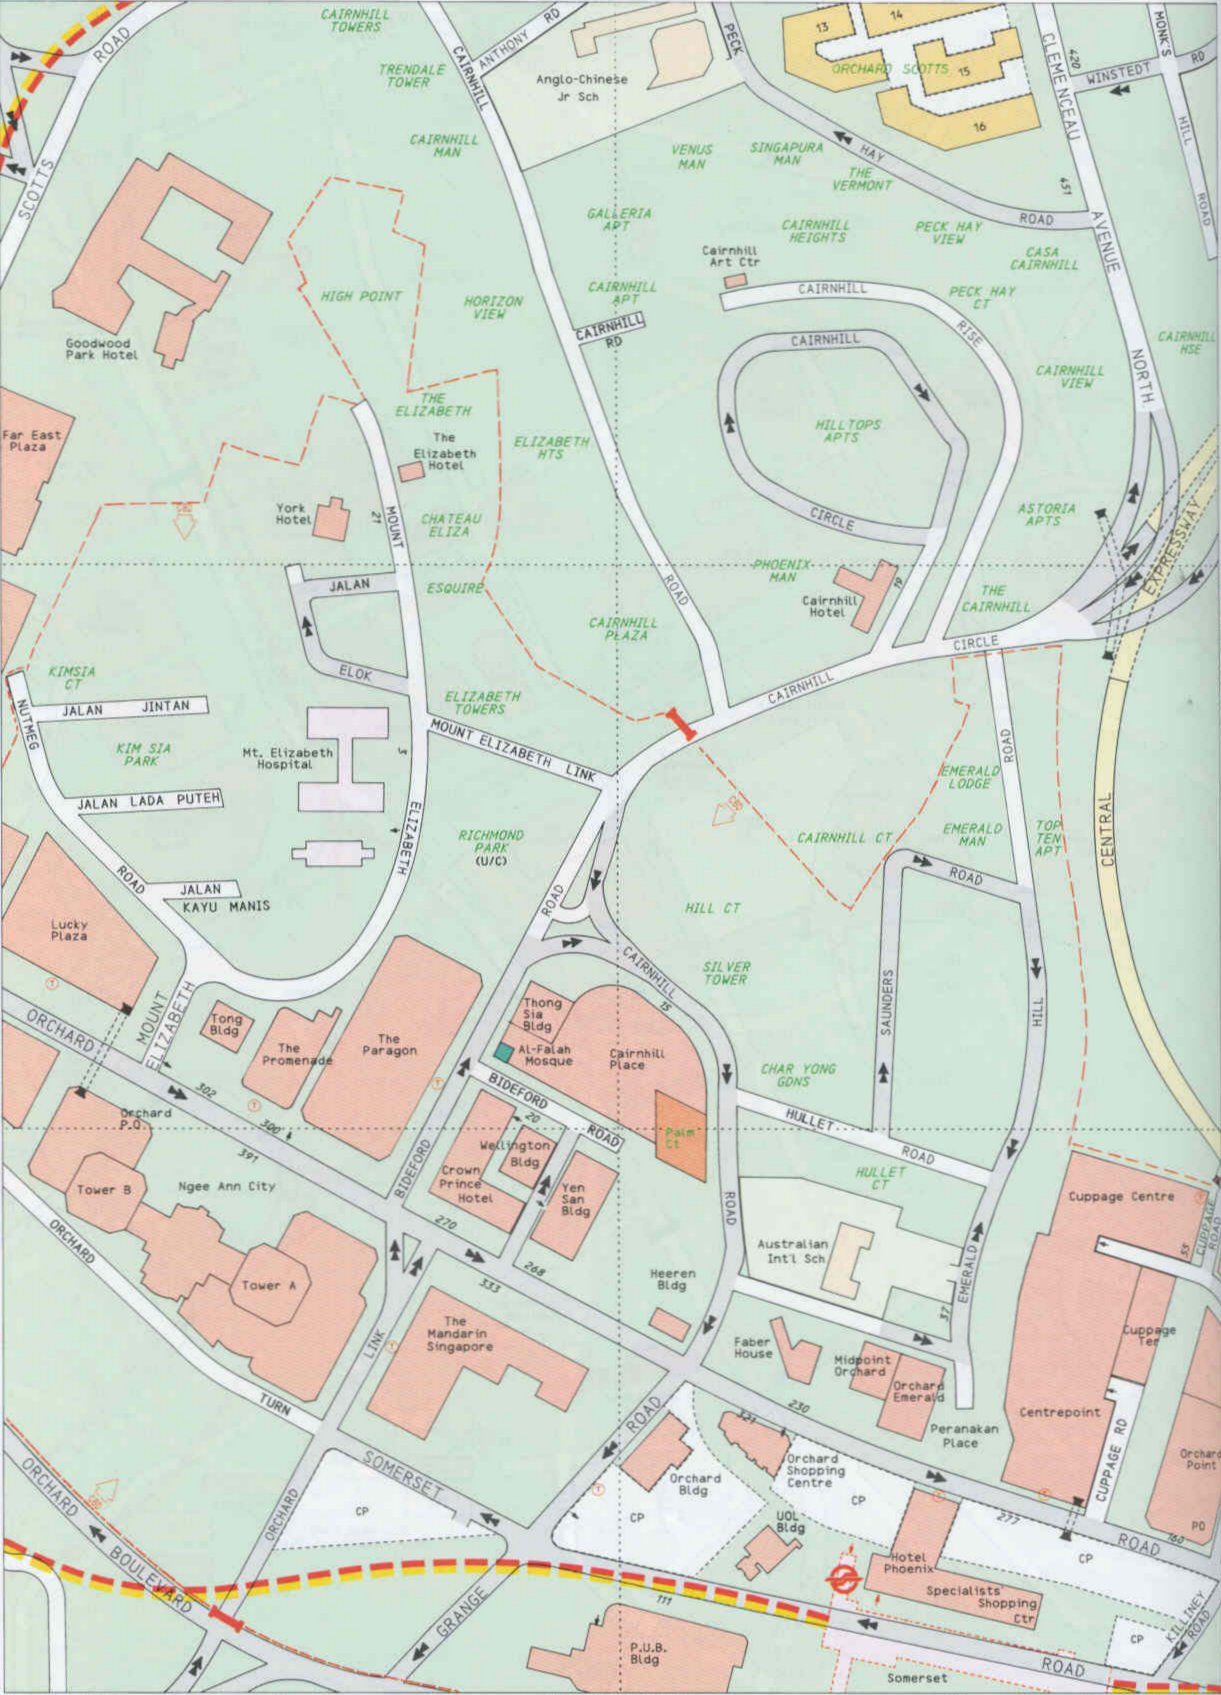 CAIRNHILL
TOWERS
ANTHONY RD
PECK
13
14
MONK'S
ROAD
CAIRNHILL
TRENDALE
TOWER
Anglo-Chinese
Jr Sch
ORCHARD SCOTTS
15
CLEMENCEAU
420
WINSTEDT RD
16
HILL
CAIRNHILL
MAN
VENUS
MAN
SINGAPURA
MAN
HAY
THE
VERMONT
451
SCOTTS
ROAD
GALLERIA
APT
CAIRNHILL
HEIGHTS
PECK HAY
VIEW
ROAD
AVENUE
CASA
CAIRNHILL
Cairnhill
Art Ctr
HIGH POINT
HORIZON
VIEW
CAIRNHILL
APT
CAIRNHILL
PECK HAY
CT
CAIRNHILL
RD
RISE
CAIRNHILL
CAIRNHILL
HSE
Goodwood
Park Hotel
NORTH
CAIRNHILL
VIEW
THE
ELIZABETH
Far East
Plaza
The
Elizabeth
Hotel
ELIZABETH
HTS
HILLTOPS
APTS
York
Hotel
21
MOUNT
CHATEAU
ELIZA
CIRCLE
ASTORIA
APTS
EXPRESSWAY
CBD
PHOENIX
MAN
JALAN
ESQUIRE
ROAD
19
Cairnhill
Hotel
THE
CAIRNHILL
CAIRNHILL
PLAZA
CIRCLE
KIMSIA
CT
ELOK
CAIRNHILL
ELIZABETH
TOWERS
NUTMEG
JALAN JINTAN
MOUNT ELIZABETH LINK
KIM SIA
PARK
Mt. Elizabeth
Hospital
3
ROAD
EMERALD
LODGE
JALAN LADA PUTEH
CBD
CENTRAL
ELIZABETH
RICHMOND
PARK
(U/C)
CAIRNHILL CT
EMERALD
MAN
TOP
TEN
APT
ROAD
JALAN
KAYU MANIS
ROAD
ROAD
HILL CT
Lucky
Plaza
CAIRNHILL
SILVER
TOWER
15
SAUNDERS
HILL
MOUNT
ELIZABETH
ORCHARD
Tong
Bldg
The
Promenade
The
Paragon
Thong
Sia
Bldg
Al-Falah
Mosque
Cairnhill
Place
BIDEFORD
ROAD
CHAR YONG
GDNS
302
300
391
Orchard
P.O.
20
Palm
Ct
HULLET
ROAD
Wellington
Bldg
BIDEFORD
Crown
Prince
Hotel
Yen
San
Bldg
HULLET
CT
Tower B
Ngee Ann City
ROAD
Cuppage Centre
CUPPAGE
ROAD
55
270
ORCHARD
333
268
Australian
Int'l Sch
EMERALD
Tower A
Heeren
Bldg
37
The
Mandarin
Singapore
LINK
Faber
House
Midpoint
Orchard
Orchard
Emerald
Cuppage
Ter
TURN
ROAD
321
230
Peranakan
Place
Centrepoint
CUPPAGE RD
Orchard
Point
SOMERSET
Orchard
Bldg
Orchard
Shopping
Centre
ORCHARD
CBD
ORCHARD
CP
CP
CP
UOL
Bldg
277
ROAD
160
PO
CP
BOULEVARD
Hotel
Phoenix
Specialists'
Shopping
Ctr
GRANGE
111
P.U.B.
Bldg
CP
KILLINEY
ROAD
Somerset
ROAD